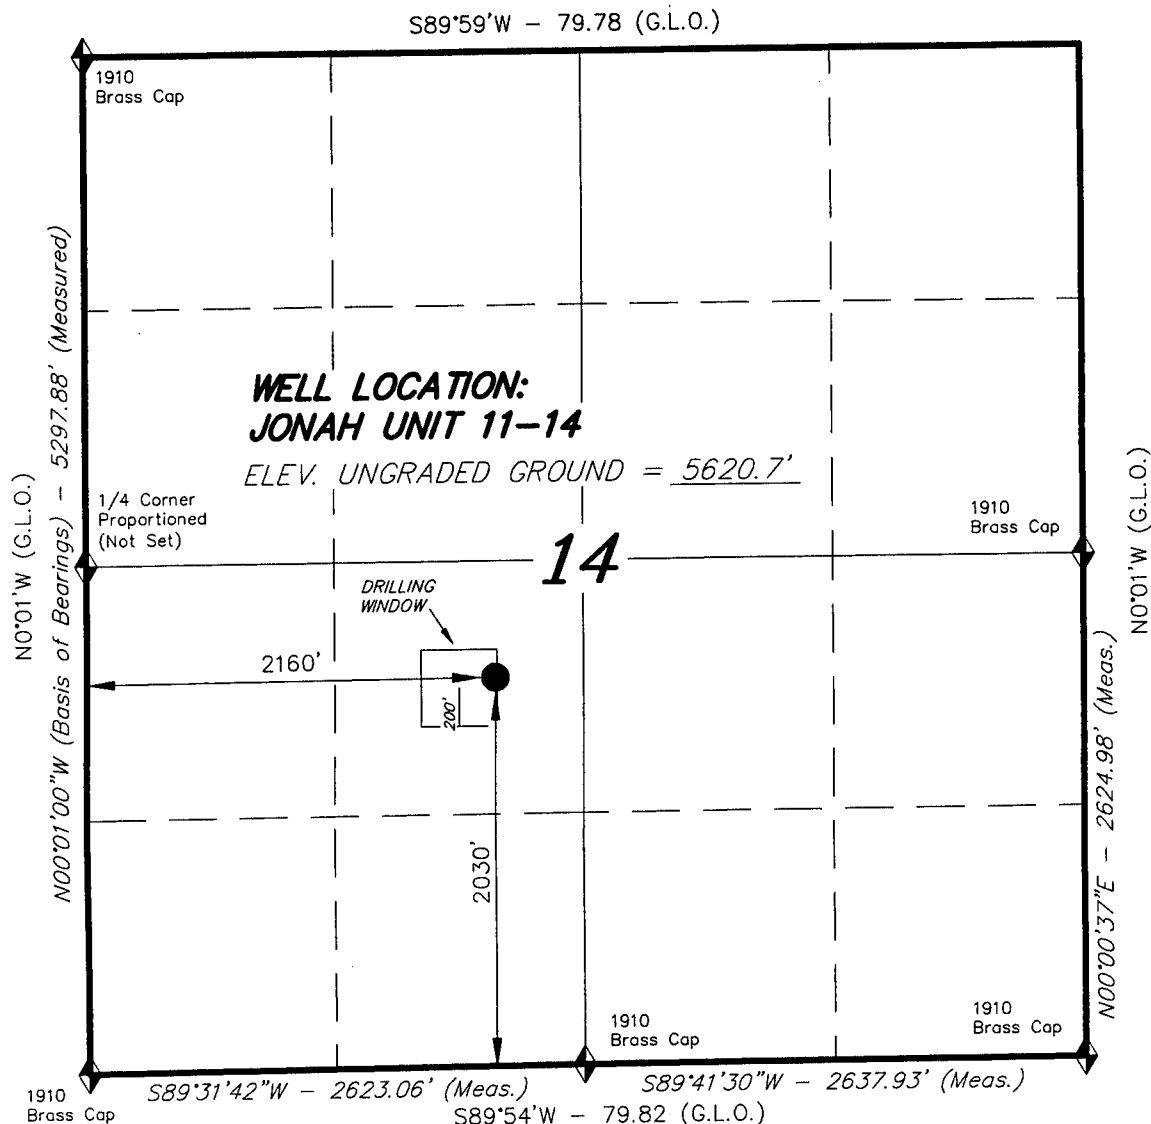 S89°59'W - 79.78 (G.L.O.)
1910
Brass Cap
N00°01'00"W (Basis of Bearings) - 5297.88' (Measured)
N0°01'W (G.L.O.)
WELL LOCATION:
JONAH UNIT 11-14
ELEV. UNGRADED GROUND = 5620.7'
1/4 Corner
Proportioned
(Not Set)
1910
Brass Cap
N0°01'W (G.L.O.)
14
DRILLING
WINDOW
2160'
200'
2030'
N00°00'37"E - 2624.98' (Meas.)
1910
Brass Cap
1910
Brass Cap
1910
Brass Cap
S89°31'42"W - 2623.06' (Meas.)
S89°41'30"W - 2637.93' (Meas.)
S89°54'W - 79.82 (G.L.O.)